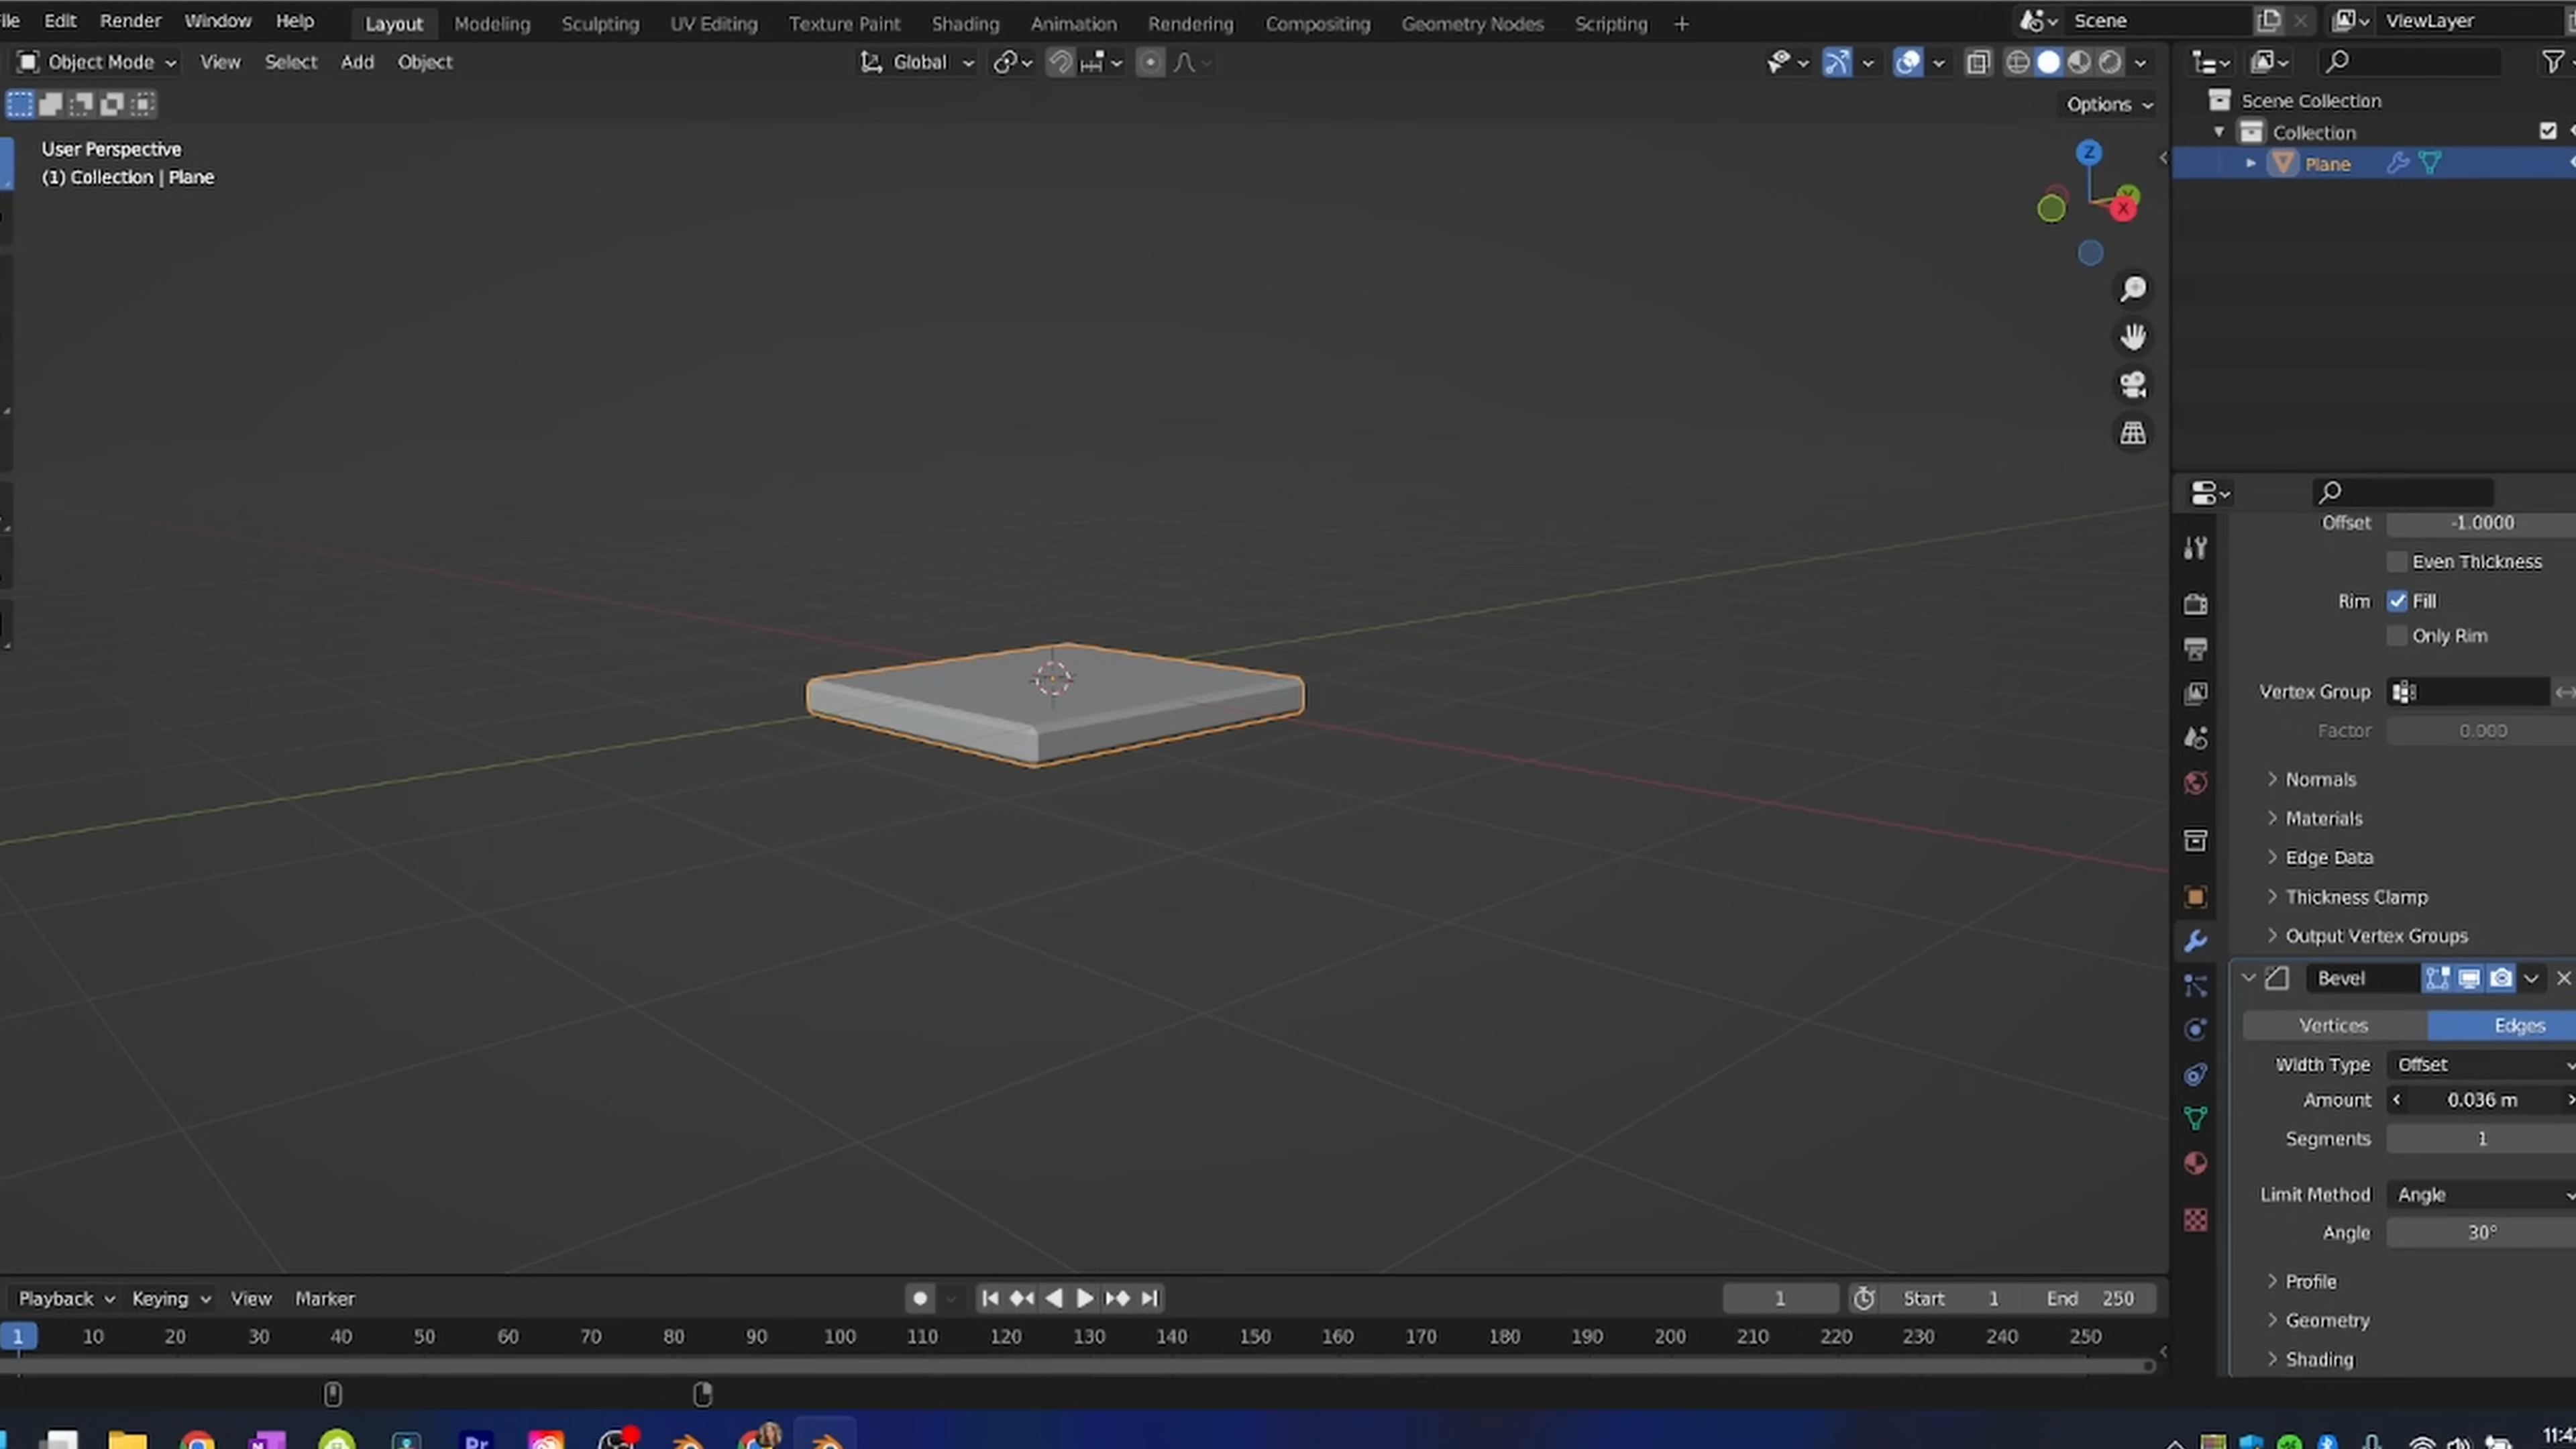 ile Edit Render Window Help Layout Modeling Sculpting UV Editing Texture Paint Shading Animation Rendering Compositing Geometry Nodes Scripting + Scene ViewLayer
Object Mode View Select Add Object Global
Options
User Perspective
(1) Collection | Plane
Z
Y
X
Scene Collection
Collection
Plane
Offset -1.0000
Even Thickness
Rim Fill
Only Rim
Vertex Group
Factor 0.000
Normals
Materials
Edge Data
Thickness Clamp
Output Vertex Groups
Bevel
Vertices Edges
Width Type Offset
Amount 0.036 m
Segments 1
Limit Method Angle
Angle 30°
Profile
Geometry
Shading
Playback Keying View Marker 1 Start 1 End 250
1 10 20 30 40 50 60 70 80 90 100 110 120 130 140 150 160 170 180 190 200 210 220 230 240 250
Pr
11:4